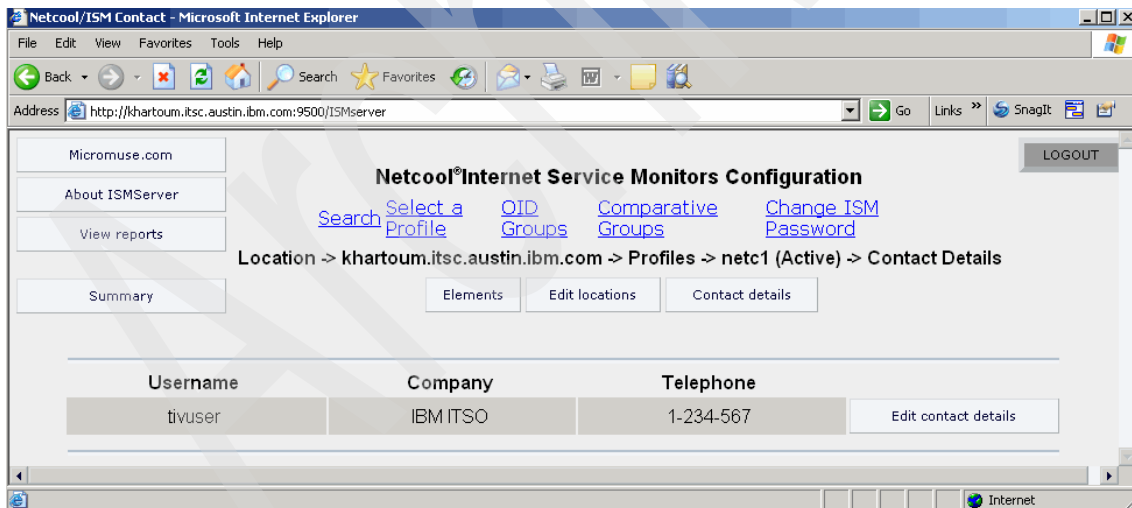 Netcool/ISM Contact - Microsoft Internet Explorer
File Edit View Favorites Tools Help
Back Search Favorites
Address http://khartoum.itsc.austin.ibm.com:9500/ISMserver Go Links » SnagIt
Micromuse.com
LOGOUT
Netcool®Internet Service Monitors Configuration
About ISMServer
Search Select a Profile OID Groups Comparative Groups Change ISM Password
View reports
Location -> khartoum.itsc.austin.ibm.com -> Profiles -> netc1 (Active) -> Contact Details
Summary Elements Edit locations Contact details
Username Company Telephone
tivuser IBM ITSO 1-234-567 Edit contact details
Internet